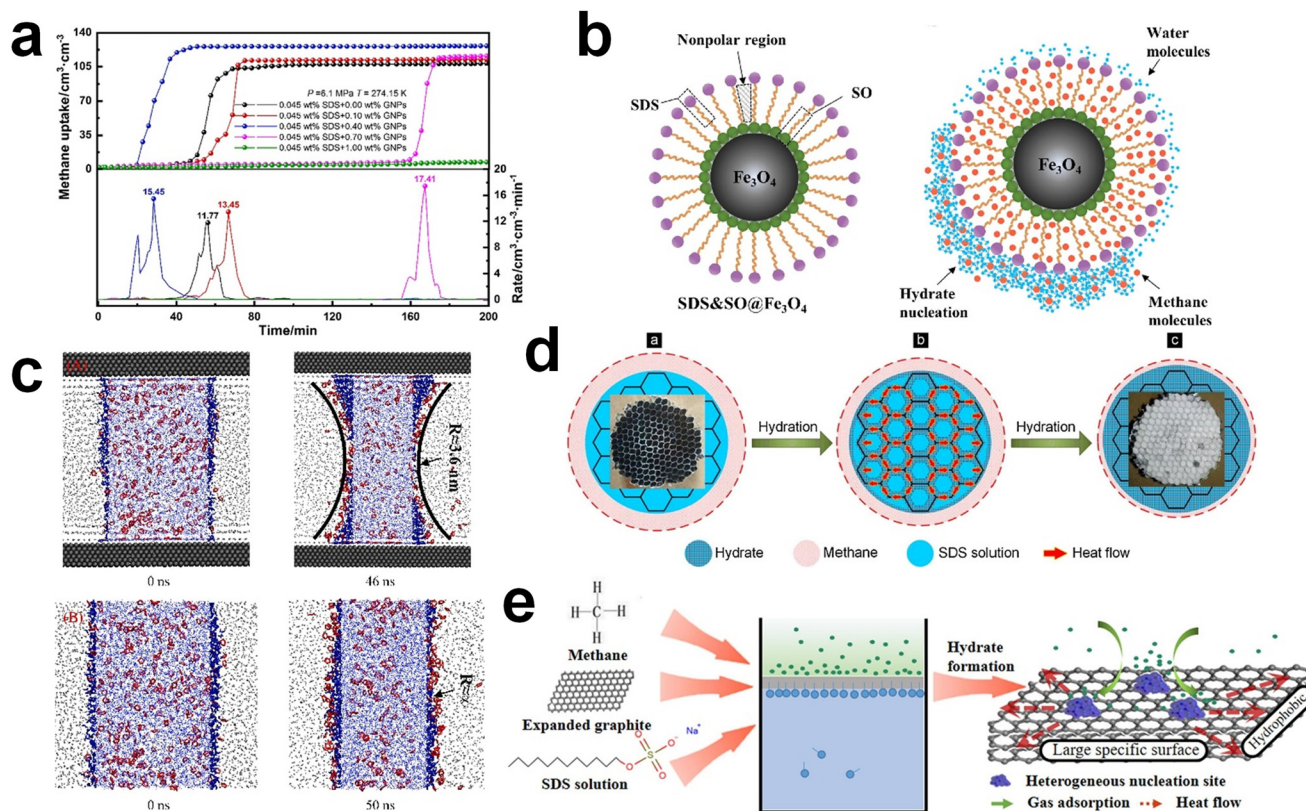 a
140
105
70
35
0
Methane uptake/cm³·cm⁻³
P =6.1 MPa T = 274.15 K
0.045 wt% SDS+0.00 wt% GNPs
0.045 wt% SDS+0.10 wt% GNPs
0.045 wt% SDS+0.40 wt% GNPs
0.045 wt% SDS+0.70 wt% GNPs
0.045 wt% SDS+1.00 wt% GNPs
15.45
11.77
13.45
17.41
20
16
12
8
4
0
Rate/cm³·cm⁻³·min⁻¹
0
40
80
120
160
200
Time/min
b
Nonpolar region
SDS
SO
Fe₃O₄
SDS&SO@Fe₃O₄
Water
molecules
Fe₃O₄
Hydrate
nucleation
Methane
molecules
c
(A)
R≈3.6 nm
0 ns
46 ns
(B)
R≈∞
0 ns
50 ns
d
a
b
c
Hydration
Hydration
Hydrate
Methane
SDS solution
Heat flow
e
H
H
C
H
H
Methane
Expanded graphite
Na⁺
O
O⁻
S
O
O
SDS solution
Hydrate
formation
Large specific surface
Hydrophobic
Heterogeneous nucleation site
Gas adsorption
Heat flow